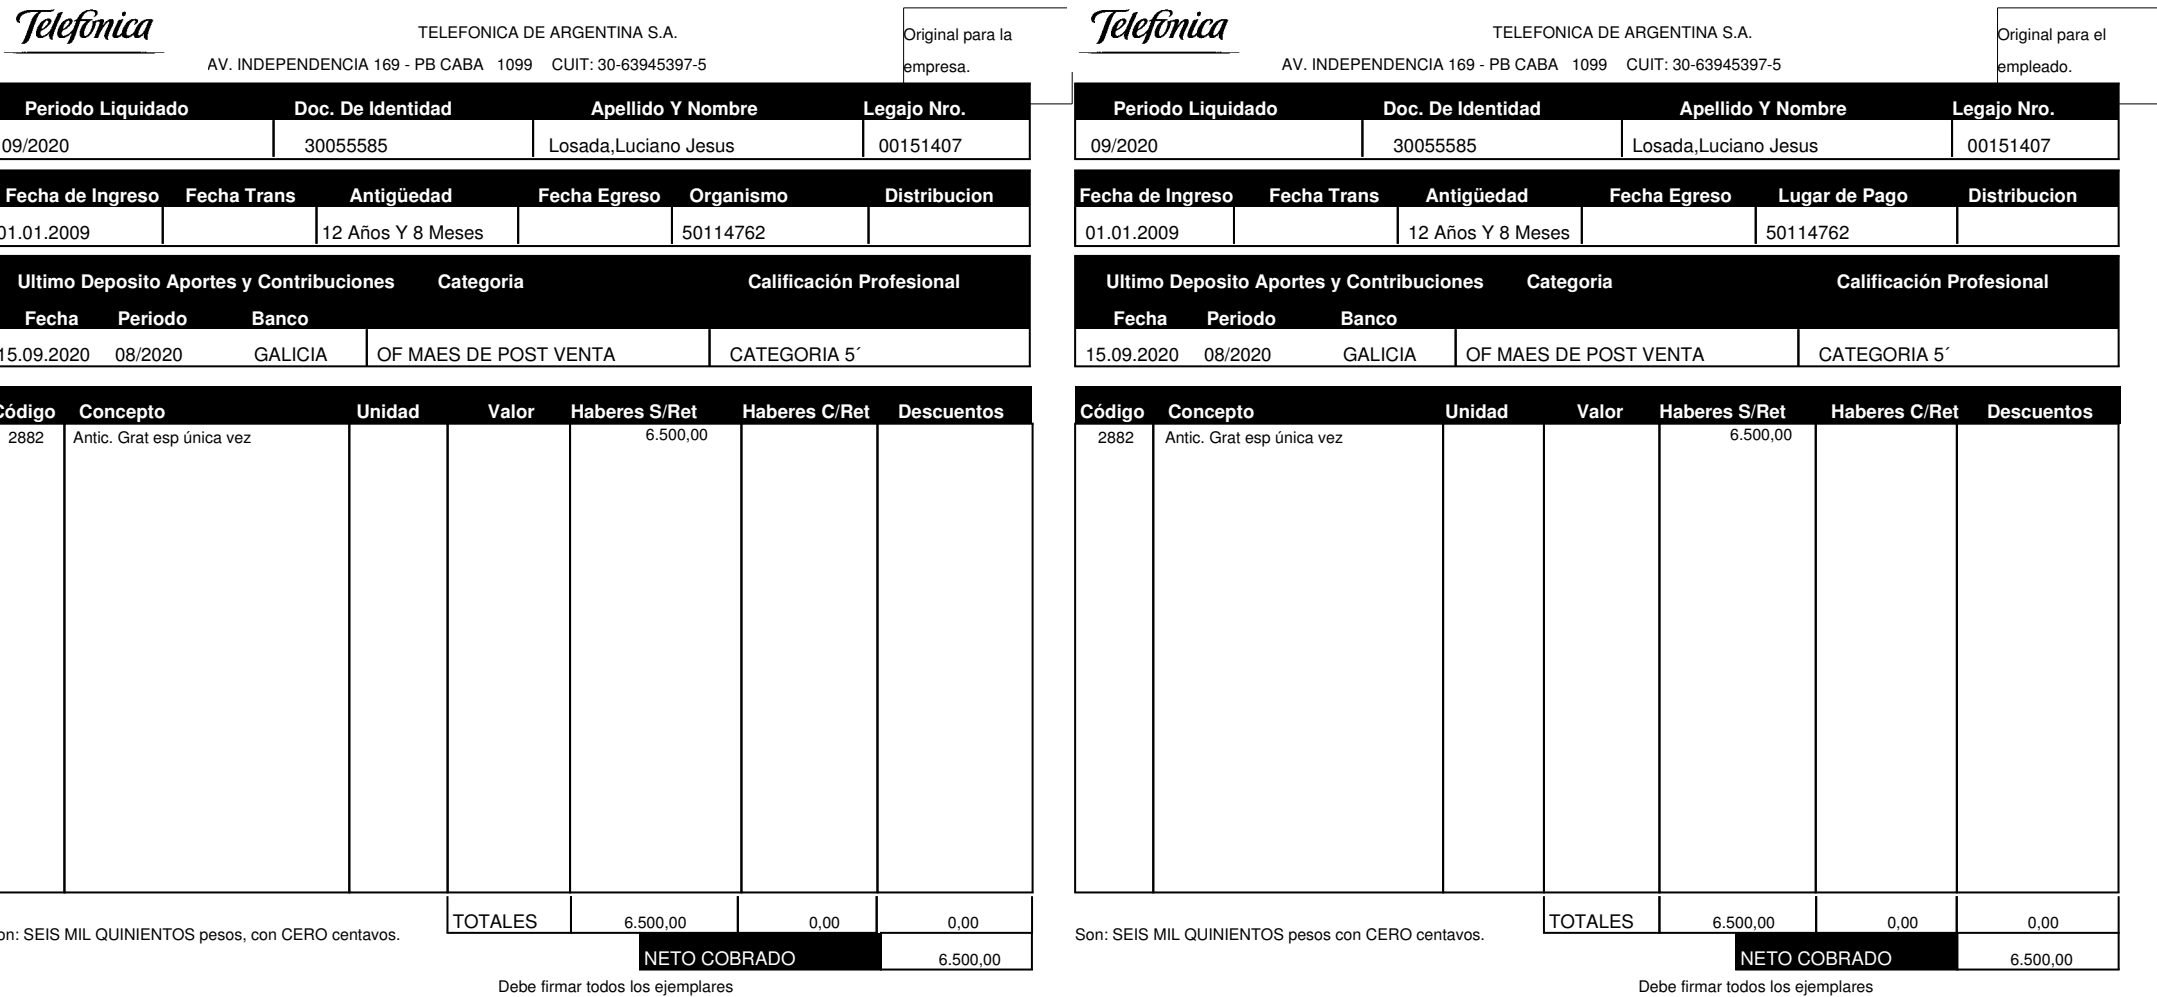 Telefónica
TELEFONICA DE ARGENTINA S.A.
AV. INDEPENDENCIA 169 - PB CABA 1099 CUIT: 30-63945397-5
Original para la
empresa.
Periodo Liquidado Doc. De Identidad Apellido Y Nombre Legajo Nro.
09/2020 30055585 Losada,Luciano Jesus 00151407
Fecha de Ingreso Fecha Trans Antigüedad Fecha Egreso Organismo Distribucion
01.01.2009 12 Años Y 8 Meses 50114762
Ultimo Deposito Aportes y Contribuciones Categoria Calificación Profesional
Fecha Periodo Banco
15.09.2020 08/2020 GALICIA OF MAES DE POST VENTA CATEGORIA 5´
Código Concepto Unidad Valor Haberes S/Ret Haberes C/Ret Descuentos
2882 Antic. Grat esp única vez 6.500,00
TOTALES 6.500,00 0,00 0,00
on: SEIS MIL QUINIENTOS pesos, con CERO centavos.
NETO COBRADO 6.500,00
Debe firmar todos los ejemplares
Telefónica
TELEFONICA DE ARGENTINA S.A.
AV. INDEPENDENCIA 169 - PB CABA 1099 CUIT: 30-63945397-5
Original para el
empleado.
Periodo Liquidado Doc. De Identidad Apellido Y Nombre Legajo Nro.
09/2020 30055585 Losada,Luciano Jesus 00151407
Fecha de Ingreso Fecha Trans Antigüedad Fecha Egreso Lugar de Pago Distribucion
01.01.2009 12 Años Y 8 Meses 50114762
Ultimo Deposito Aportes y Contribuciones Categoria Calificación Profesional
Fecha Periodo Banco
15.09.2020 08/2020 GALICIA OF MAES DE POST VENTA CATEGORIA 5´
Código Concepto Unidad Valor Haberes S/Ret Haberes C/Ret Descuentos
2882 Antic. Grat esp única vez 6.500,00
TOTALES 6.500,00 0,00 0,00
Son: SEIS MIL QUINIENTOS pesos con CERO centavos.
NETO COBRADO 6.500,00
Debe firmar todos los ejemplares